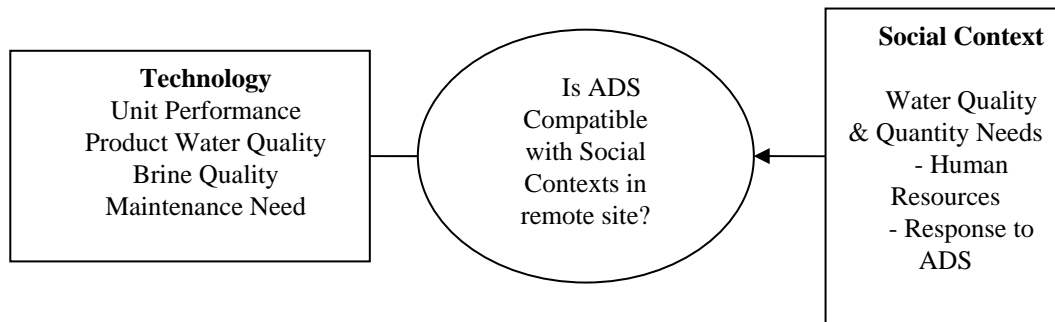 Technology
Unit Performance
Product Water Quality
Brine Quality
Maintenance Need
Is ADS
Compatible
with Social
Contexts in
remote site?
Social Context
Water Quality
& Quantity Needs
- Human
Resources
- Response to
ADS